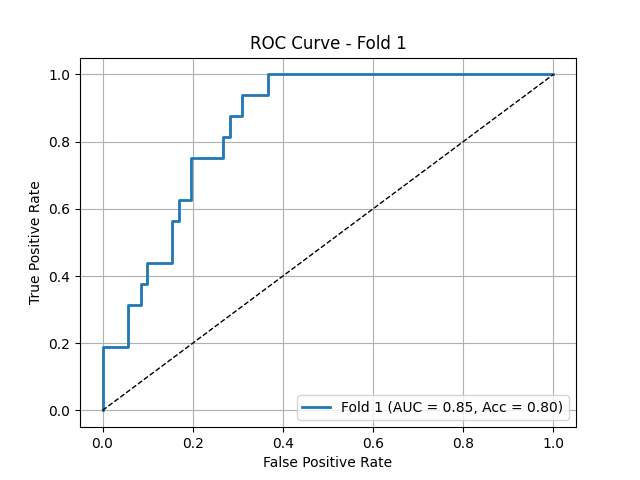 ROC Curve - Fold 1
True Positive Rate
1.0
0.8
0.6
0.4
0.2
0.0
Fold 1 (AUC = 0.85, Acc = 0.80)
0.0 0.2 0.4 0.6 0.8 1.0
False Positive Rate